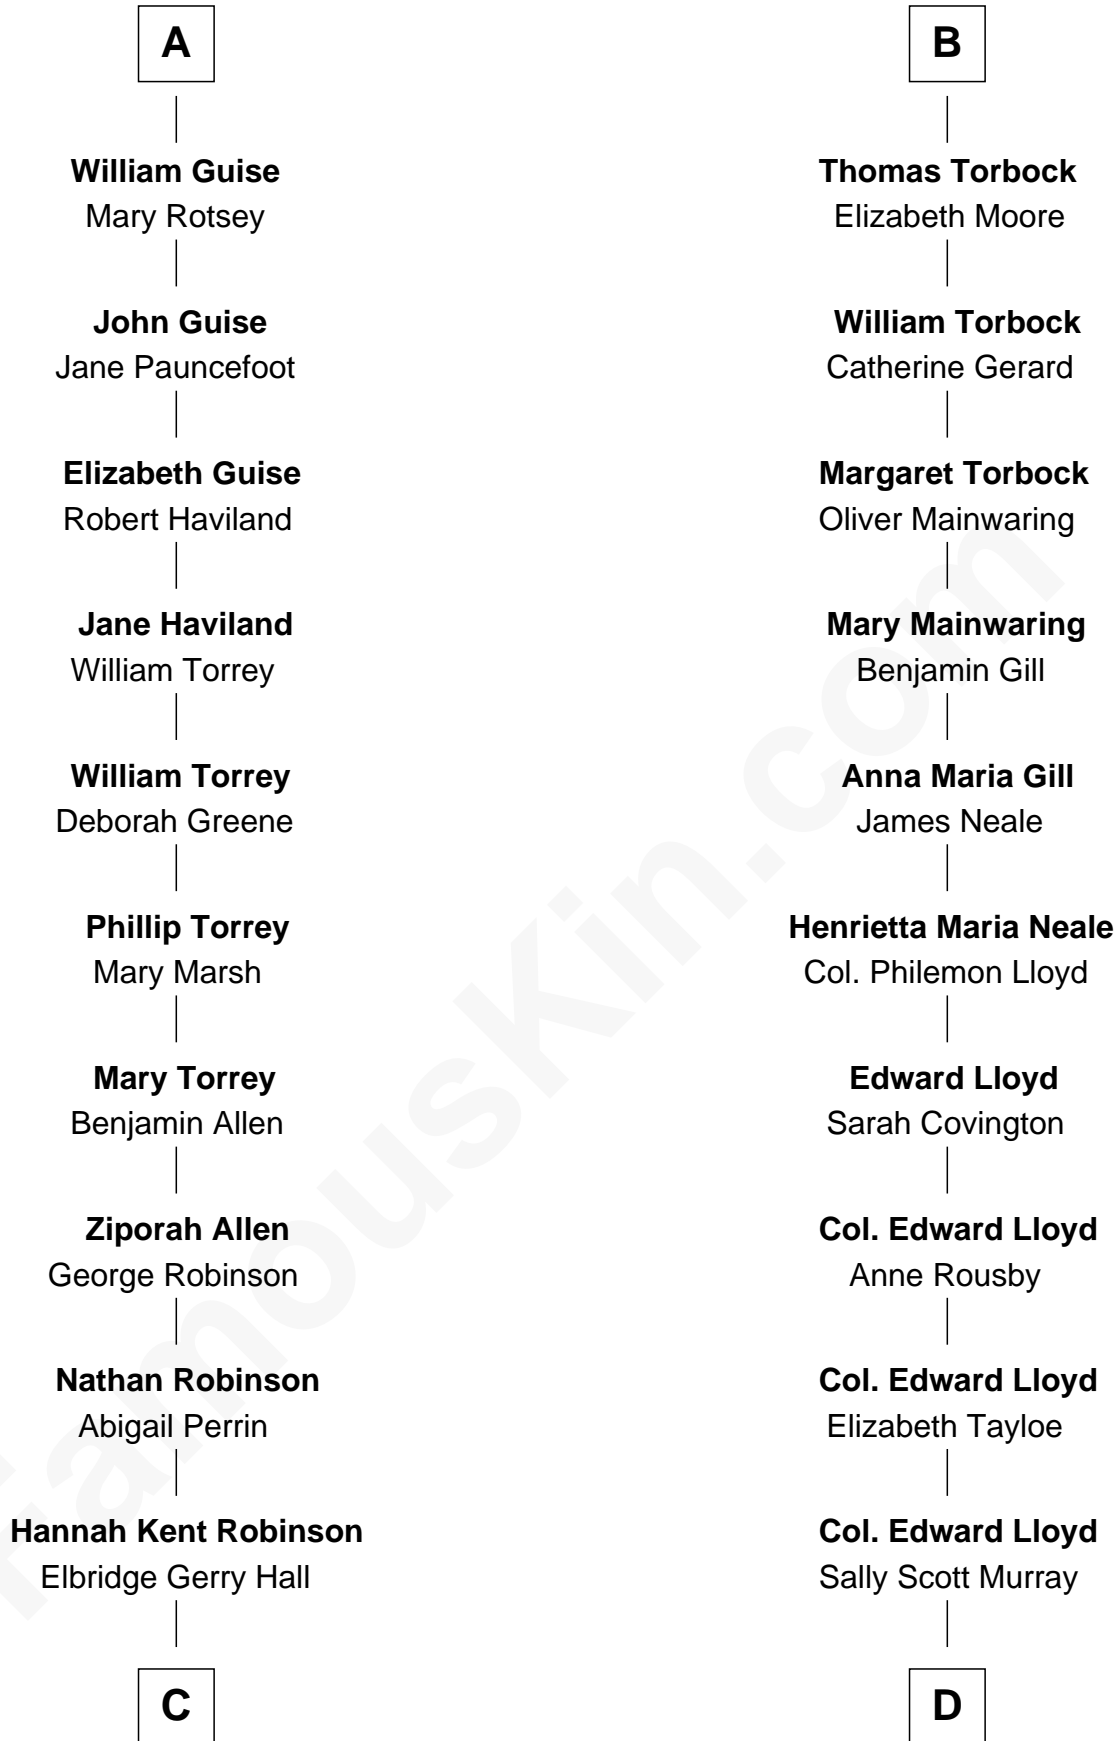 A
William Guise
Mary Rotsey
John Guise
Jane Pauncefoot
Elizabeth Guise
Robert Haviland
Jane Haviland
William Torrey
William Torrey
Deborah Greene
Phillip Torrey
Mary Marsh
Mary Torrey
Benjamin Allen
Ziporah Allen
George Robinson
Nathan Robinson
Abigail Perrin
Hannah Kent Robinson
Elbridge Gerry Hall
C
B
Thomas Torbock
Elizabeth Moore
William Torbock
Catherine Gerard
Margaret Torbock
Oliver Mainwaring
Mary Mainwaring
Benjamin Gill
Anna Maria Gill
James Neale
Henrietta Maria Neale
Col. Philemon Lloyd
Edward Lloyd
Sarah Covington
Col. Edward Lloyd
Anne Rousby
Col. Edward Lloyd
Elizabeth Tayloe
Col. Edward Lloyd
Sally Scott Murray
D
FamousKin.com